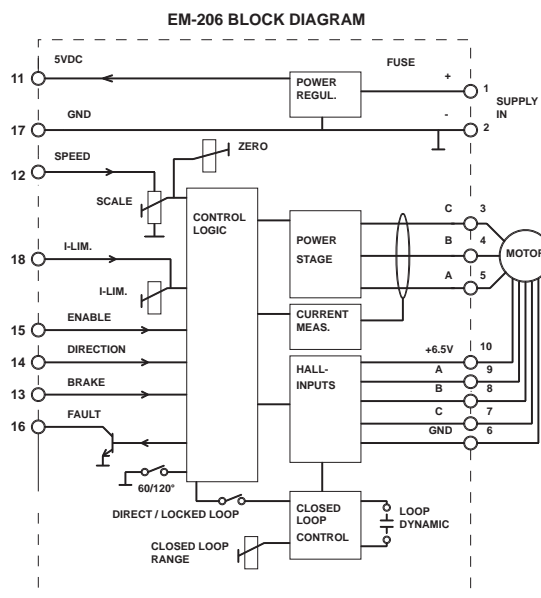 EM-206 BLOCK DIAGRAM
5VDC
11
POWER
REGUL.
FUSE
+
1
SUPPLY
IN
GND
17
-
2
SPEED
12
ZERO
SCALE
CONTROL
LOGIC
I-LIM.
18
I-LIM.
POWER
STAGE
C
3
B
4
A
5
MOTOR
CURRENT
MEAS.
ENABLE
15
DIRECTION
14
BRAKE
13
FAULT
16
HALL-
INPUTS
+6.5V
10
A
9
B
8
C
7
GND
6
60/120°
DIRECT / LOCKED LOOP
CLOSED
LOOP
CONTROL
LOOP
DYNAMIC
CLOSED LOOP
RANGE